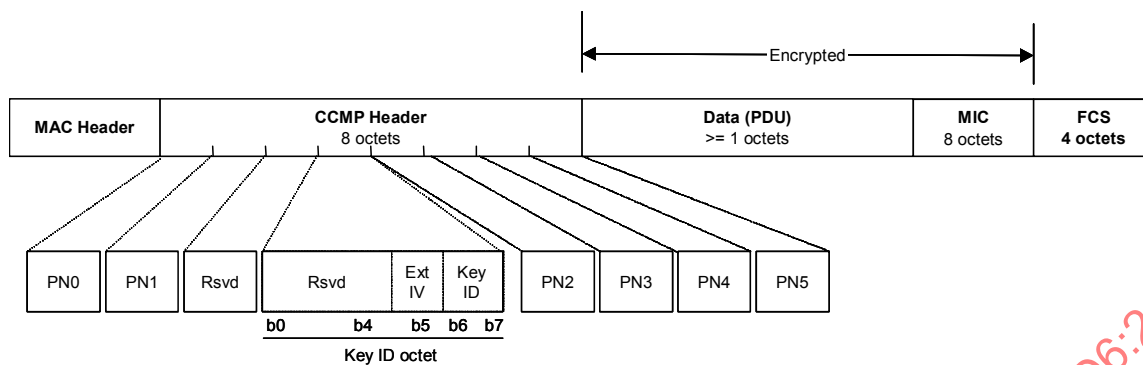 Encrypted
MAC Header
CCMP Header
8 octets
Data (PDU)
>= 1 octets
MIC
8 octets
FCS
4 octets
PN0
PN1
Rsvd
Rsvd
Ext
IV
Key
ID
PN2
PN3
PN4
PN5
b0 b4 b5 b6 b7
Key ID octet